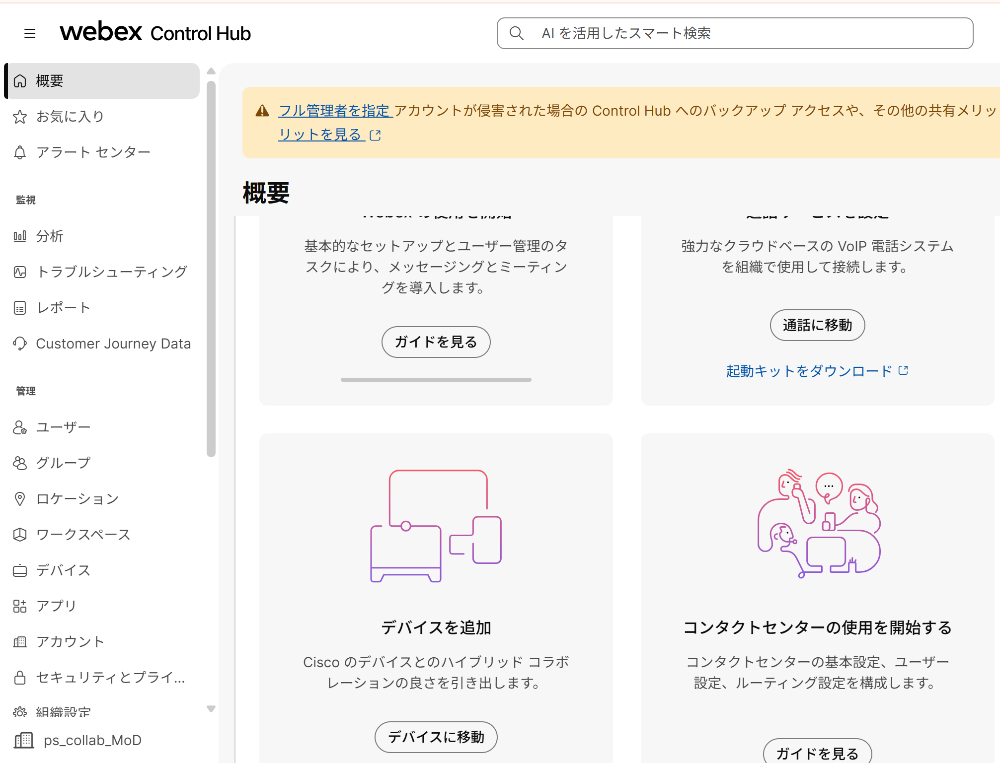 webex Control Hub
AI を活用したスマート検索
概要
お気に入り
アラート センター
監視
分析
トラブルシューティング
レポート
Customer Journey Data
管理
ユーザー
グループ
ロケーション
ワークスペース
デバイス
アプリ
アカウント
セキュリティとプライ...
組織設定
ps_collab_MoD
フル管理者を指定 アカウントが侵害された場合の Control Hub へのバックアップ アクセスや、その他の共有メリッ
リットを見る
概要
Webex の使用を開始
基本的なセットアップとユーザー管理のタ
スクにより、メッセージングとミーティン
グを導入します。
ガイドを見る
通話サービスを設定
強力なクラウドベースの VoIP 電話システム
を組織で使用して接続します。
通話に移動
起動キットをダウンロード
デバイスを追加
Cisco のデバイスとのハイブリッド コラボ
レーションの良さを引き出します。
デバイスに移動
コンタクトセンターの使用を開始する
コンタクトセンターの基本設定、ユーザー
設定、ルーティング設定を構成します。
ガイドを見る